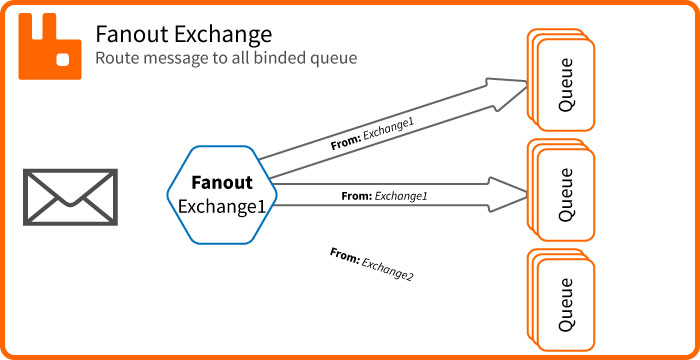 Fanout Exchange
Route message to all binded queue
Queue
From: Exchange1
Fanout
Exchange1
From: Exchange1
Queue
From: Exchange2
Queue